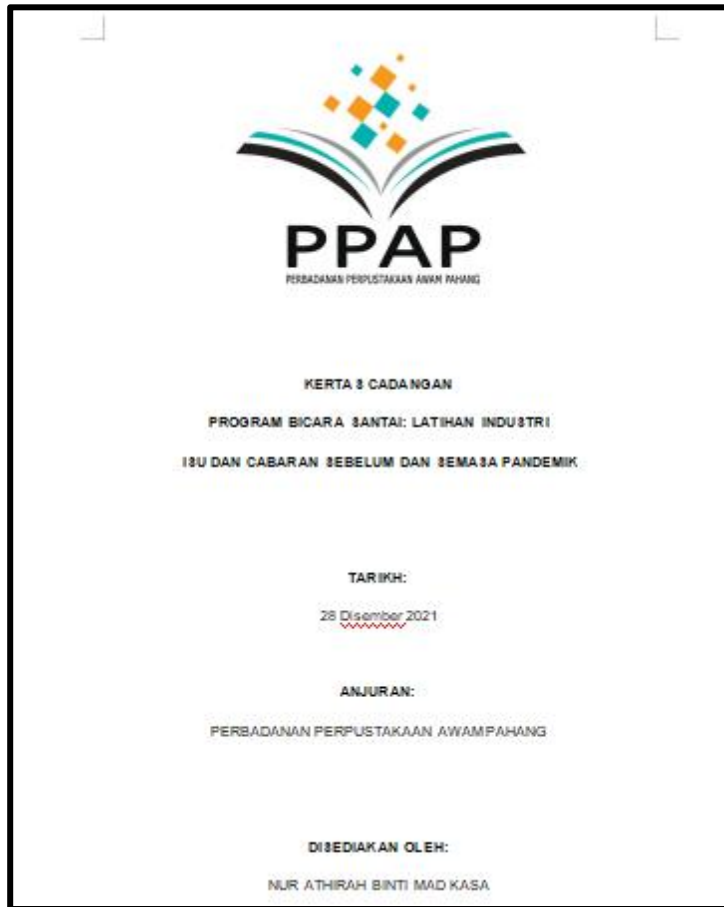 PPAP
PERBADANAN PERPUSTAKAAN AWAM PAHANG
KERTAS CADANGAN
PROGRAM BICARA SANTAI: LATIHAN INDUSTRI
ISU DAN CABARAN SEBELUM DAN SEMASA PANDEMIK
TARIKH:
28 Disember 2021
ANJURAN:
PERBADANAN PERPUSTAKAAN AWAM PAHANG
DISEDIAKAN OLEH:
NUR ATHIRAH BINTI MAD KASA